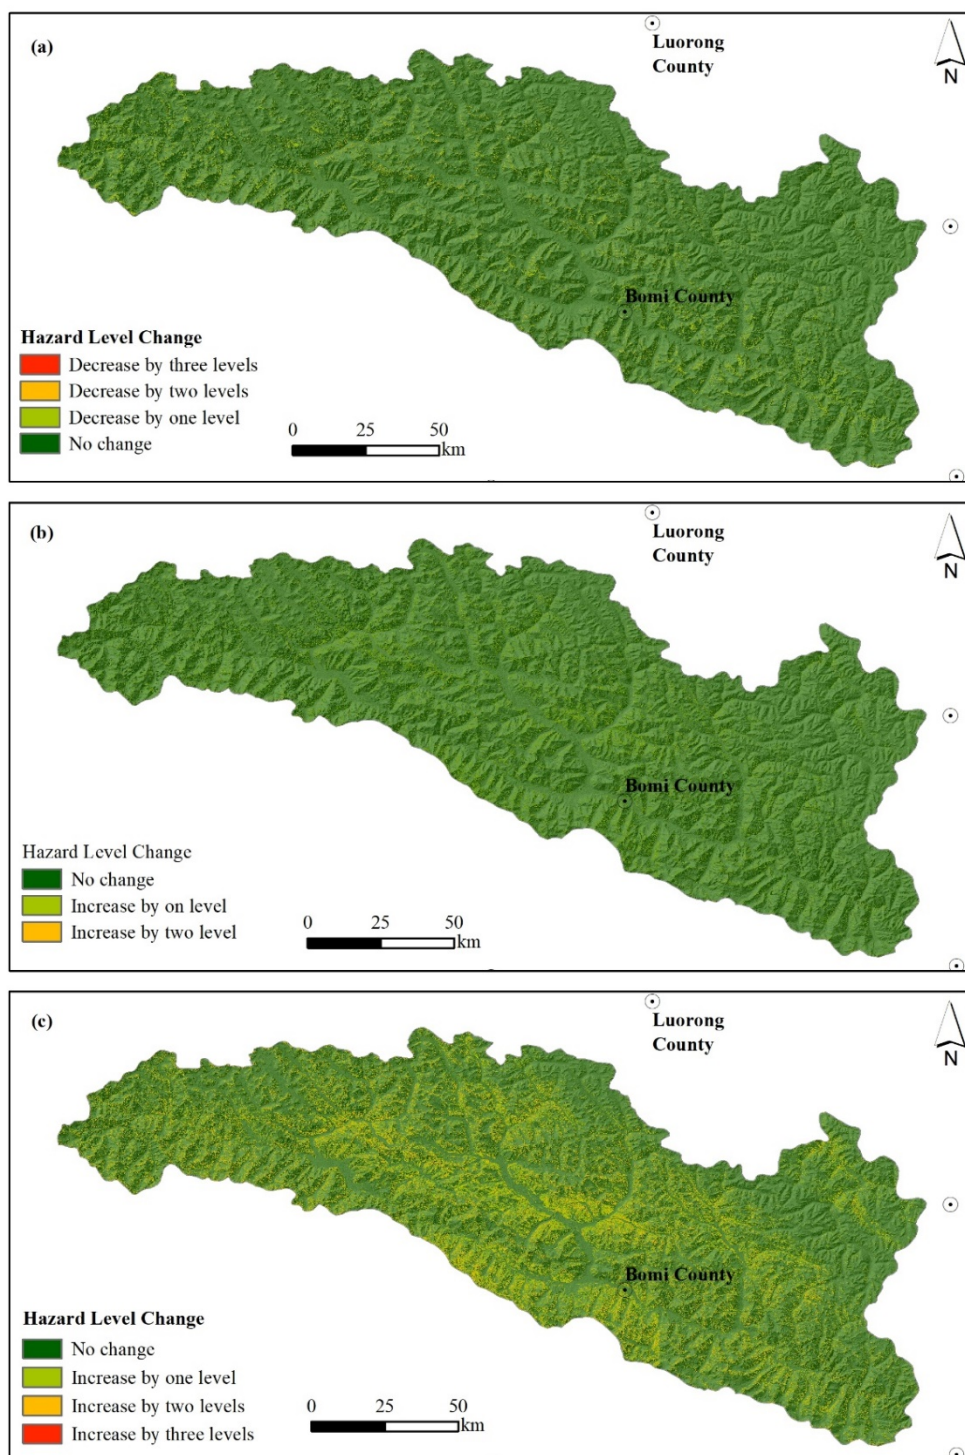 (a)
Luorong
County
N
Bomi County
Hazard Level Change
Decrease by three levels
Decrease by two levels
Decrease by one level
No change
0 25 50
km
(b)
Luorong
County
N
Bomi County
Hazard Level Change
No change
Increase by on level
Increase by two level
0 25 50
km
(c)
Luorong
County
N
Bomi County
Hazard Level Change
No change
Increase by one level
Increase by two levels
Increase by three levels
0 25 50
km